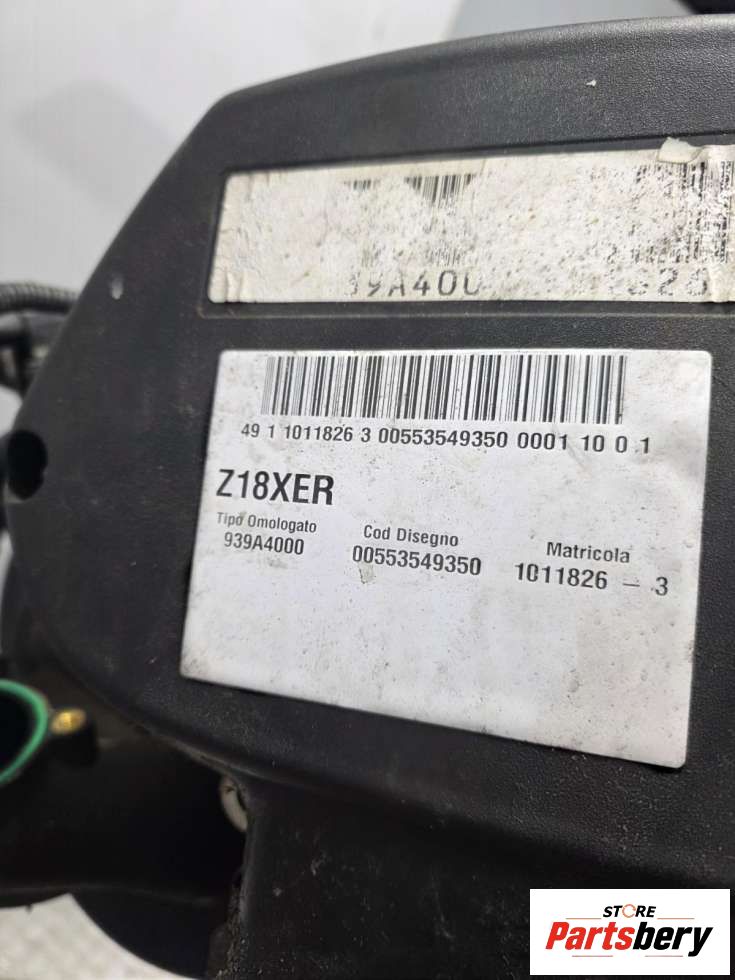 9A400
49 1 1011826 3 00553549350 0001 10 0 1
Z18XER
Tipo Omologato Cod Disegno Matricola
939A4000 00553549350 1011826 – 3
STORE
Partsbery